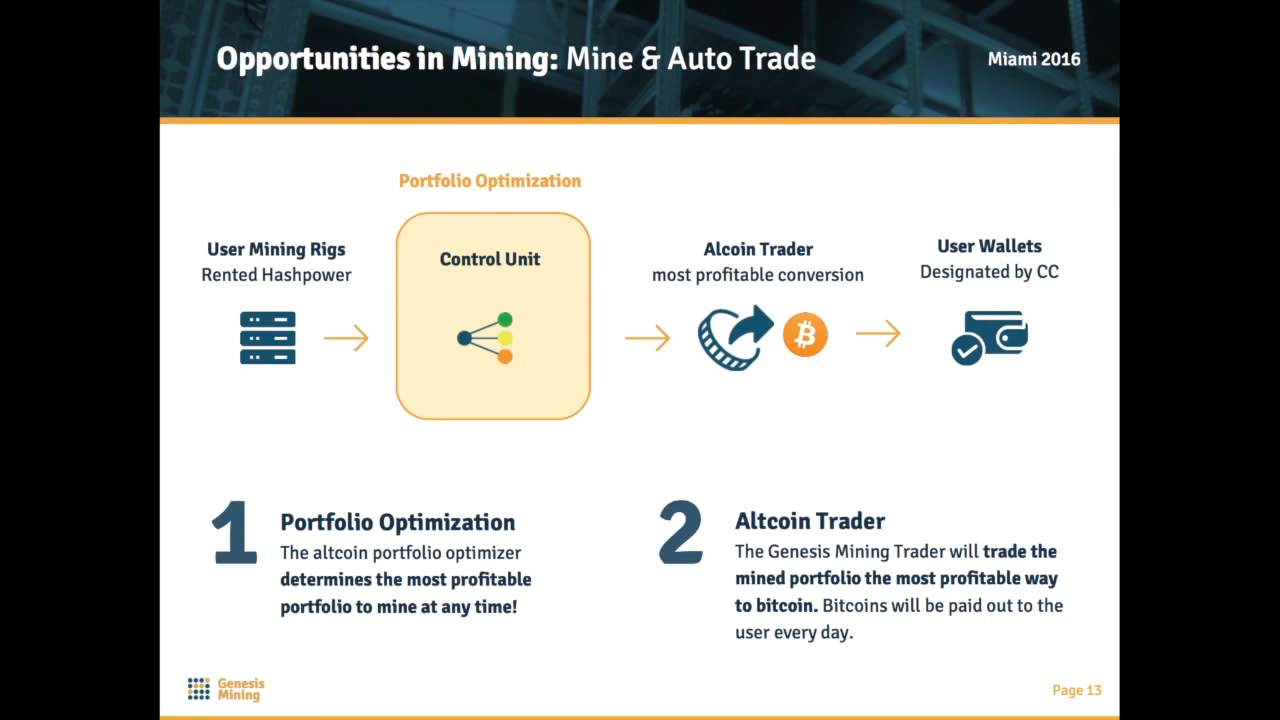 Opportunities in Mining: Mine & Auto Trade
Miami 2016
Portfolio Optimization
User Mining Rigs
Rented Hashpower
Control Unit
Alcoin Trader
most profitable conversion
User Wallets
Designated by CC
1
Portfolio Optimization
The altcoin portfolio optimizer
determines the most profitable
portfolio to mine at any time!
2
Altcoin Trader
The Genesis Mining Trader will trade the
mined portfolio the most profitable way
to bitcoin. Bitcoins will be paid out to the
user every day.
Genesis
Mining
Page 13